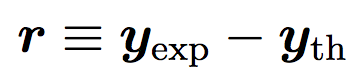 r ≡ y_exp − y_th